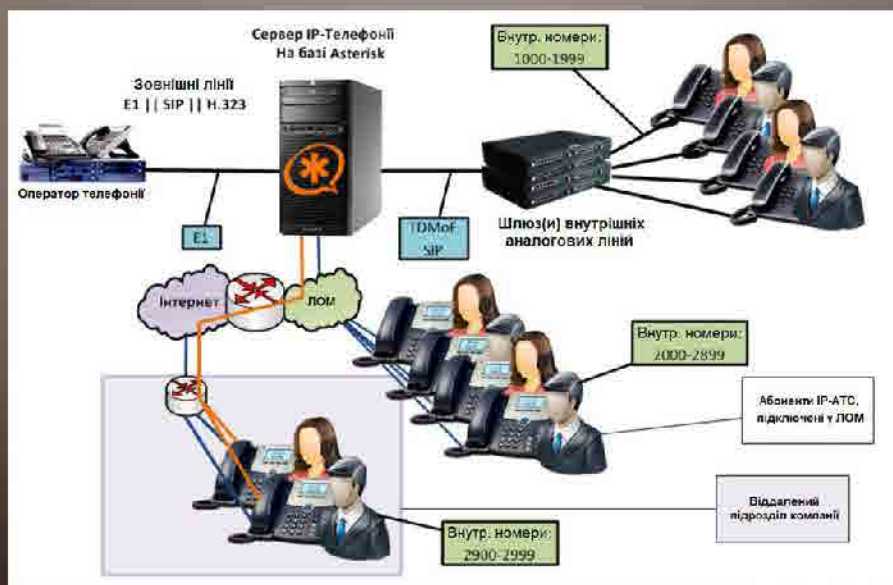 Сервер IP-Телефонії
На базі Asterisk
Внутр. номери:
1000-1999
Зовнішні лінії
E1 || SIP || H.323
Оператор телефонії
E1
TDMoE
SIP
Шлюз(и) внутрішніх
аналогових ліній
Інтернет
ЛОМ
Внутр. номери:
2000-2899
Абоненти IP-АТС,
підключені у ЛОМ
Віддалений
підрозділ компанії
Внутр. номери:
2900-2999